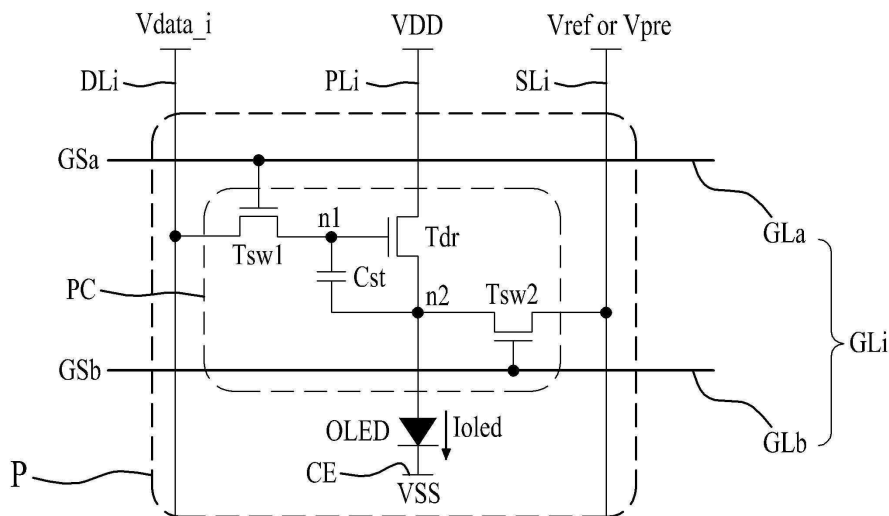 Vdata_i
VDD
Vref or Vpre
DLi
PLi
SLi
GSa
n1
Tdr
GLa
Tsw1
PC
Cst
n2
Tsw2
GLi
GSb
OLED
Ioled
GLb
P
CE
VSS